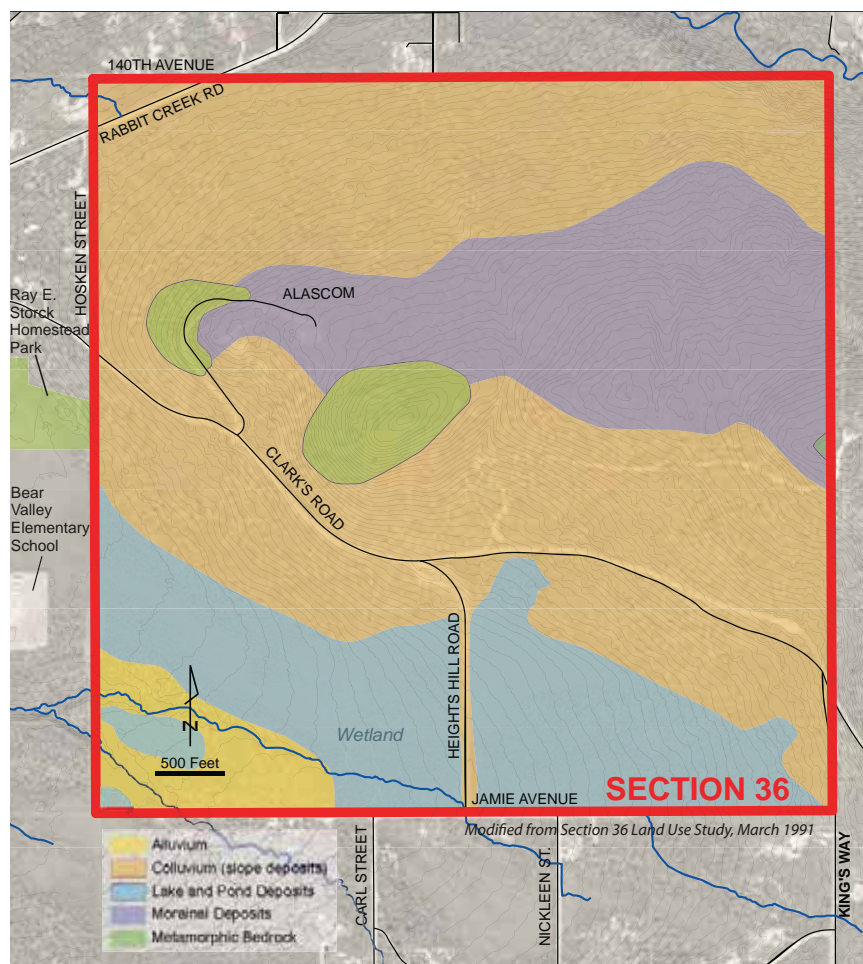 140TH AVENUE
RABBIT CREEK RD
HOSKEN STREET
Ray E.
Storck
Homestead
Park
ALASCOM
CLARK'S ROAD
Bear
Valley
Elementary
School
HEIGHTS HILL ROAD
N
500 Feet
Wetland
SECTION 36
JAMIE AVENUE
Modified from Section 36 Land Use Study, March 1991
Alluvium
Colluvium (slope deposits)
Lake and Pond Deposits
Morainal Deposits
Metamorphic Bedrock
CARL STREET
NICKLEEN ST.
KING'S WAY